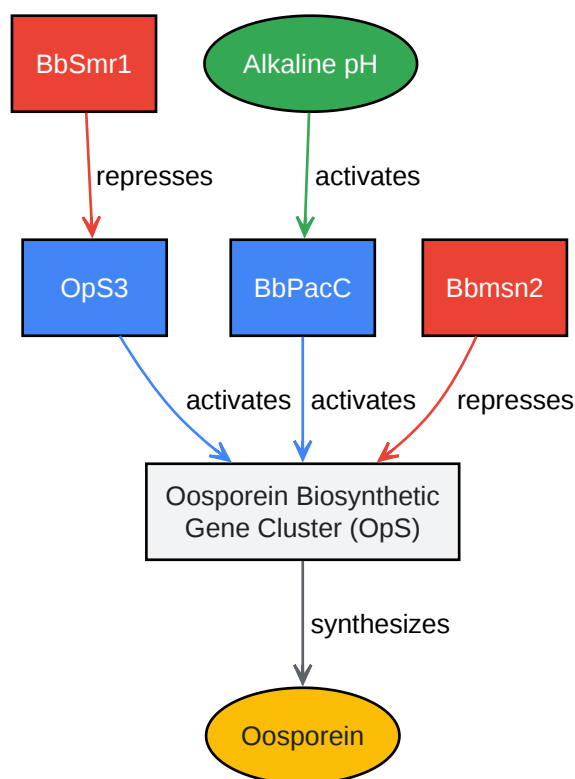 BbSmr1
Alkaline pH
represses
activates
OpS3
BbPacC
Bbmsn2
activates
activates
represses
Oosporein Biosynthetic
Gene Cluster (OpS)
synthesizes
Oosporein